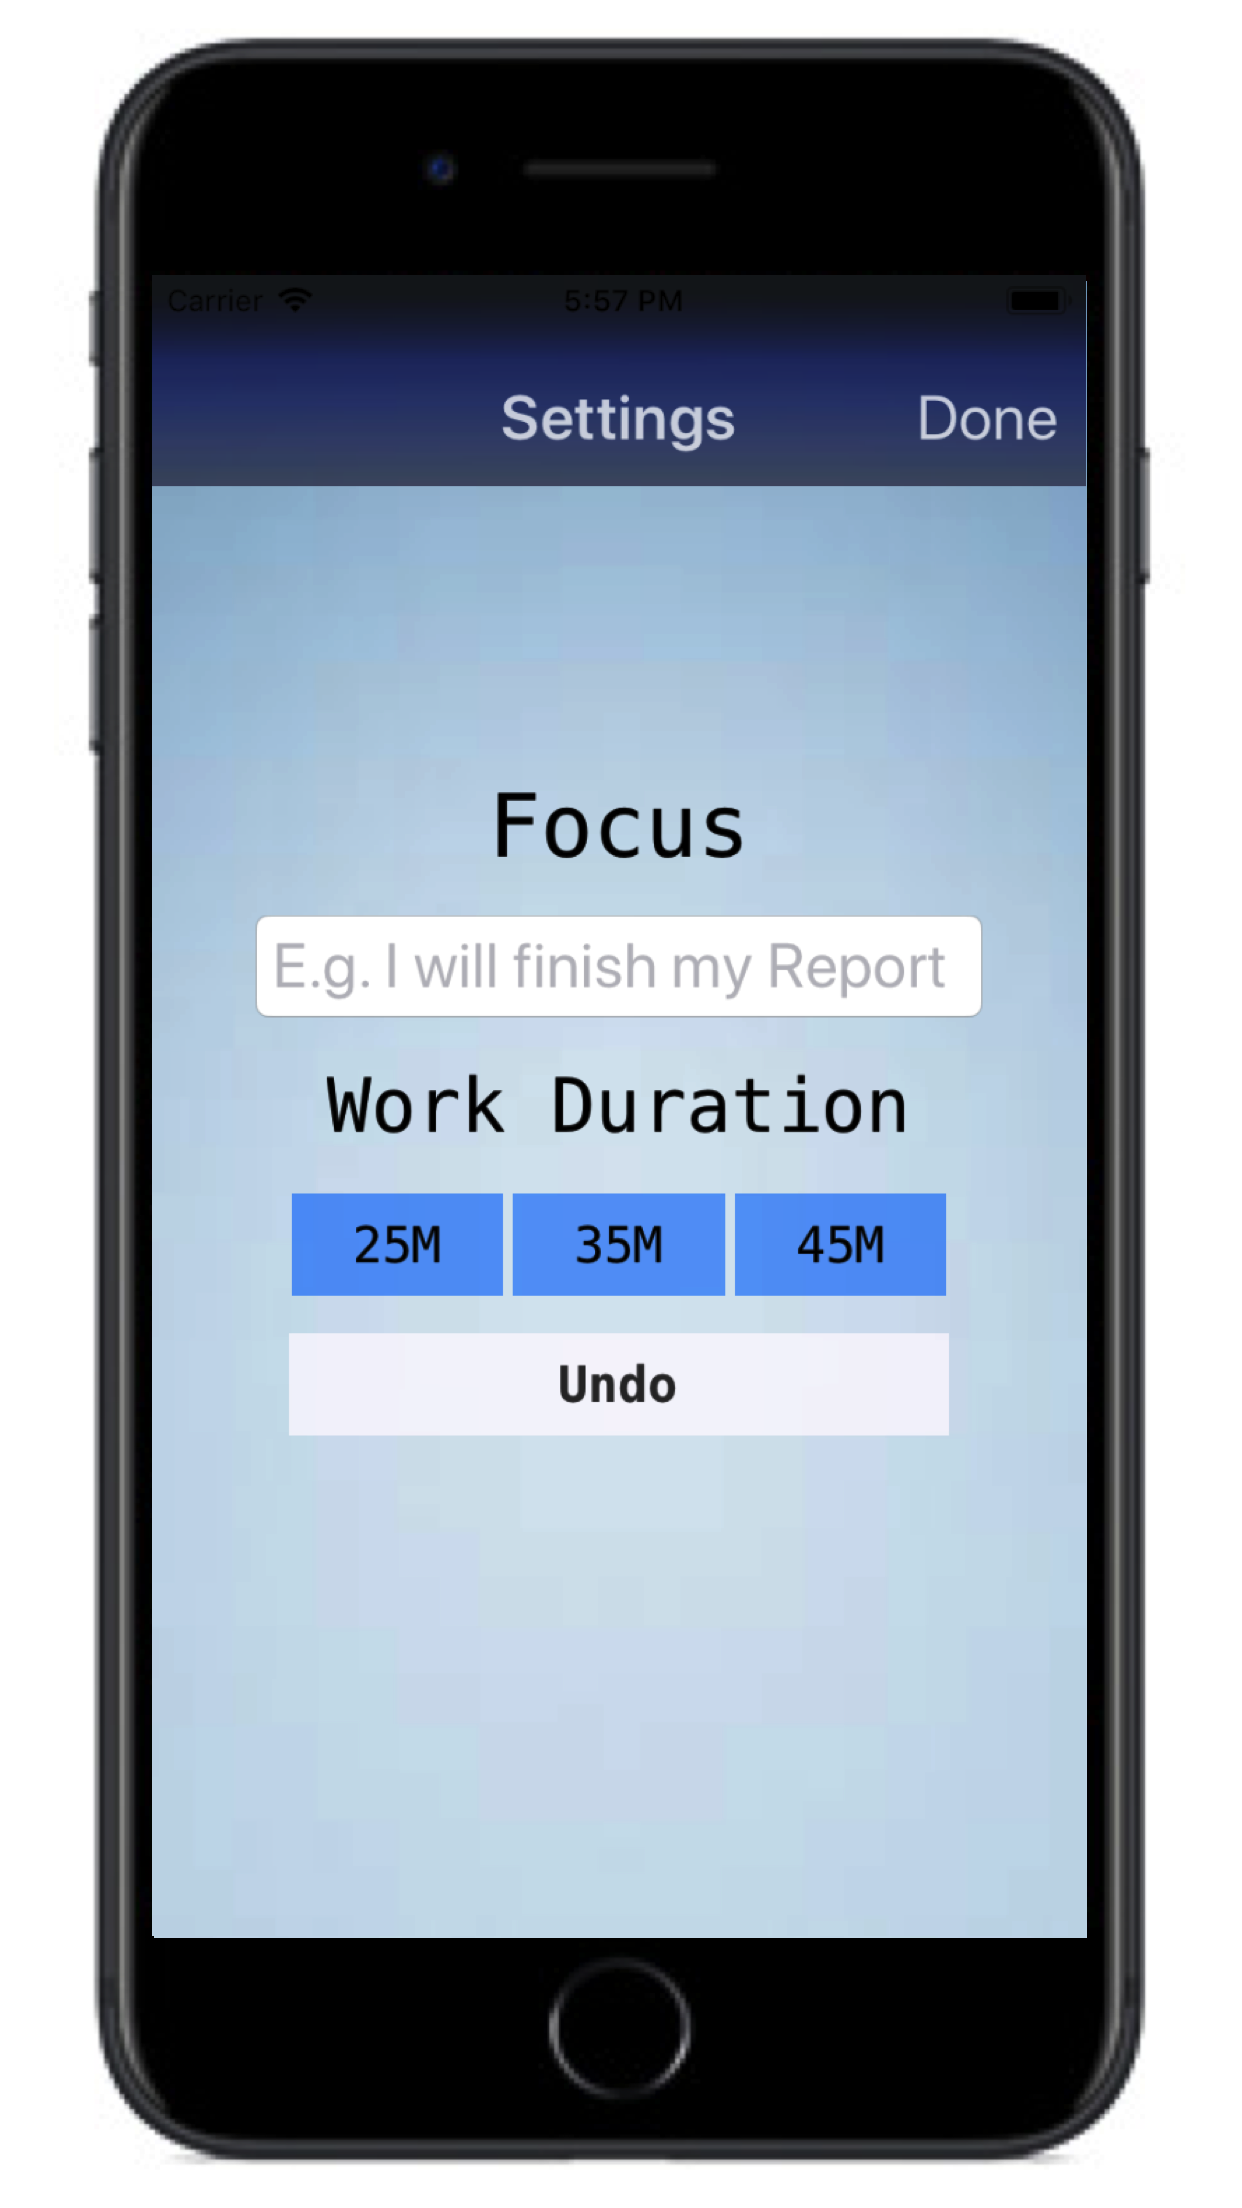 Carrier 5:57 PM
Settings Done
Focus
E.g. I will finish my Report
Work Duration
25M 35M 45M
Undo